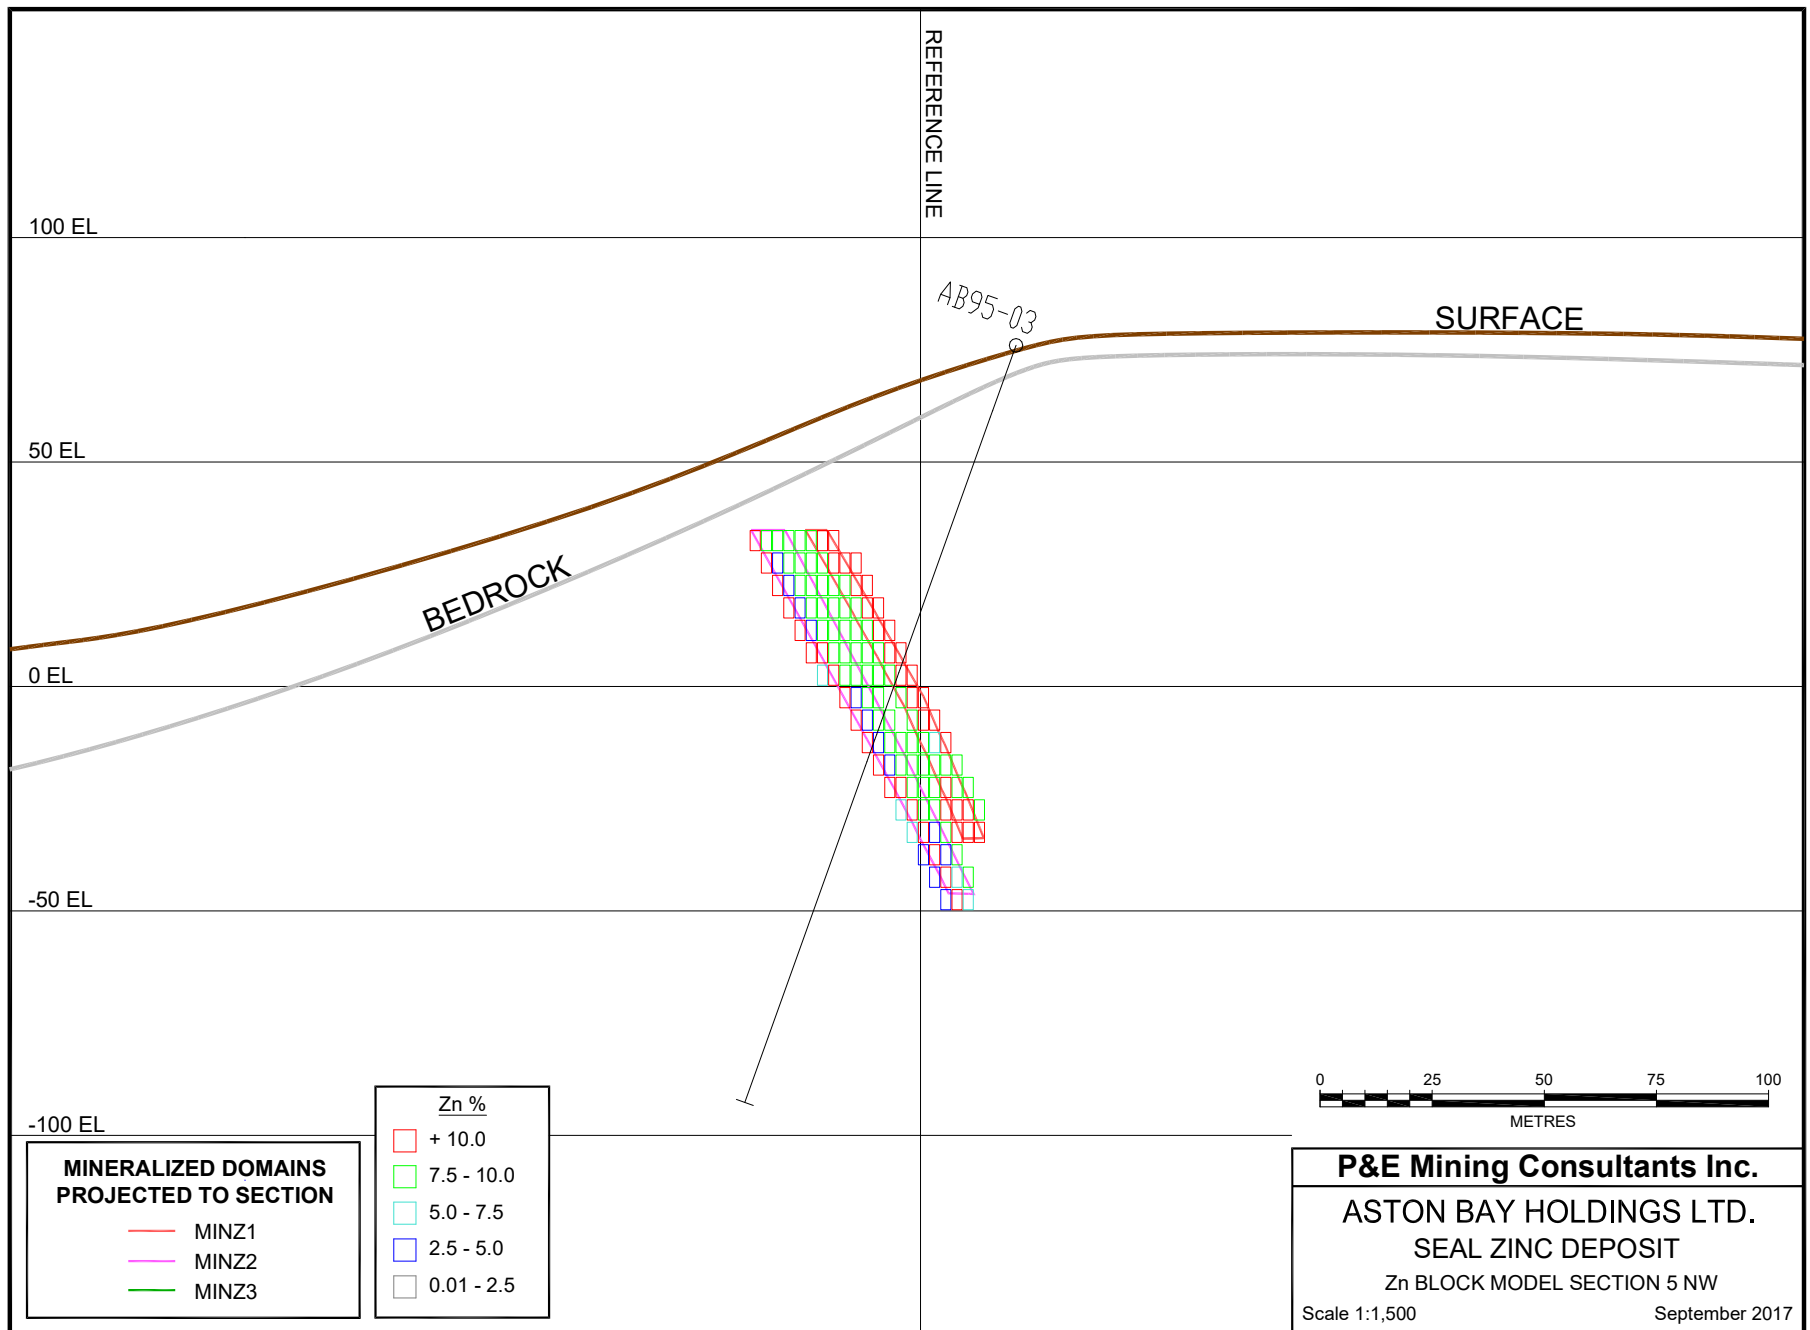 REFERENCE LINE
100 EL
AB95-03
SURFACE
50 EL
BEDROCK
0 EL
-50 EL
-100 EL
MINERALIZED DOMAINS
PROJECTED TO SECTION
MINZ1
MINZ2
MINZ3
Zn %
+ 10.0
7.5 - 10.0
5.0 - 7.5
2.5 - 5.0
0.01 - 2.5
0 25 50 75 100
METRES
P&E Mining Consultants Inc.
ASTON BAY HOLDINGS LTD.
SEAL ZINC DEPOSIT
Zn BLOCK MODEL SECTION 5 NW
Scale 1:1,500 September 2017